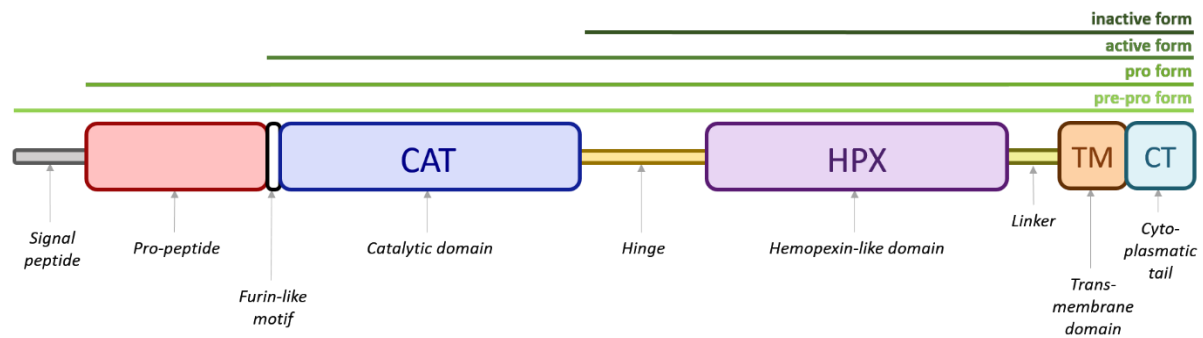 inactive form
active form
pro form
pre-pro form
CAT
HPX
TM
CT
Signal
peptide
Pro-peptide
Furin-like
motif
Catalytic domain
Hinge
Hemopexin-like domain
Linker
Trans-
membrane
domain
Cyto-
plasmatic
tail